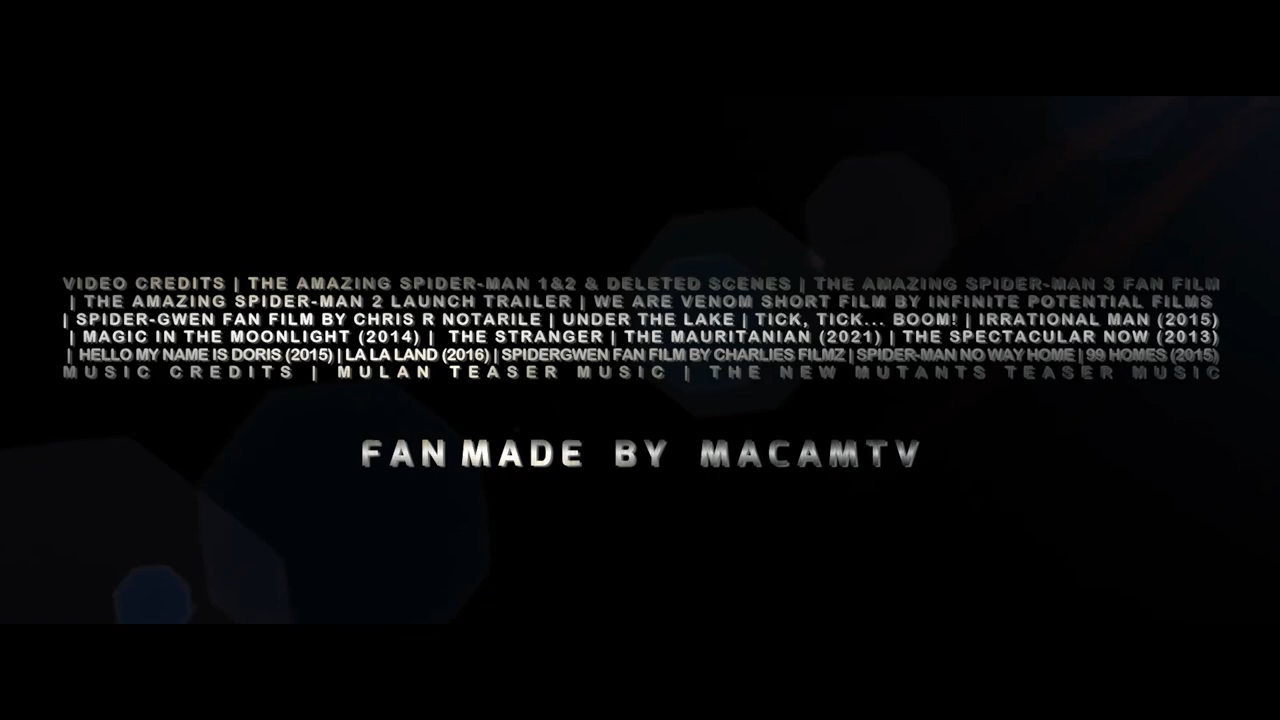 VIDEO CREDITS | THE AMAZING SPIDER-MAN 1&2 & DELETED SCENES | THE AMAZING SPIDER-MAN 3 FAN FILM
| THE AMAZING SPIDER-MAN 2 LAUNCH TRAILER | WE ARE VENOM SHORT FILM BY INFINITE POTENTIAL FILMS
| SPIDER-GWEN FAN FILM BY CHRIS R NOTARILE | UNDER THE LAKE | TICK, TICK... BOOM! | IRRATIONAL MAN (2015)
| MAGIC IN THE MOONLIGHT (2014) | THE STRANGER | THE MAURITANIAN (2021) | THE SPECTACULAR NOW (2013)
| HELLO MY NAME IS DORIS (2015) | LA LA LAND (2016) | SPIDERGWEN FAN FILM BY CHARLIES FILMZ | SPIDER-MAN NO WAY HOME | 99 HOMES (2015)
MUSIC CREDITS | MULAN TEASER MUSIC | THE NEW MUTANTS TEASER MUSIC
FAN MADE BY MACAMTV